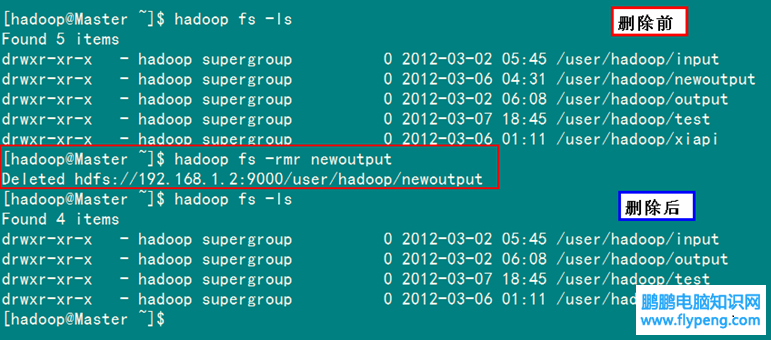 [hadoop@Master ~]$ hadoop fs -ls
删除前
Found 5 items
drwxr-xr-x   - hadoop supergroup          0 2012-03-02 05:45 /user/hadoop/input
drwxr-xr-x   - hadoop supergroup          0 2012-03-06 04:31 /user/hadoop/newoutput
drwxr-xr-x   - hadoop supergroup          0 2012-03-02 06:08 /user/hadoop/output
drwxr-xr-x   - hadoop supergroup          0 2012-03-07 18:45 /user/hadoop/test
drwxr-xr-x   - hadoop supergroup          0 2012-03-06 01:11 /user/hadoop/xiapi
[hadoop@Master ~]$ hadoop fs -rmr newoutput
Deleted hdfs://192.168.1.2:9000/user/hadoop/newoutput
[hadoop@Master ~]$ hadoop fs -ls
删除后
Found 4 items
drwxr-xr-x   - hadoop supergroup          0 2012-03-02 05:45 /user/hadoop/input
drwxr-xr-x   - hadoop supergroup          0 2012-03-02 06:08 /user/hadoop/output
drwxr-xr-x   - hadoop supergroup          0 2012-03-07 18:45 /user/hadoop/test
drwxr-xr-x   - hadoop supergroup          0 2012-03-06 01:11 /user/
[hadoop@Master ~]$
鹏鹏电脑知识网
www.flypeng.com